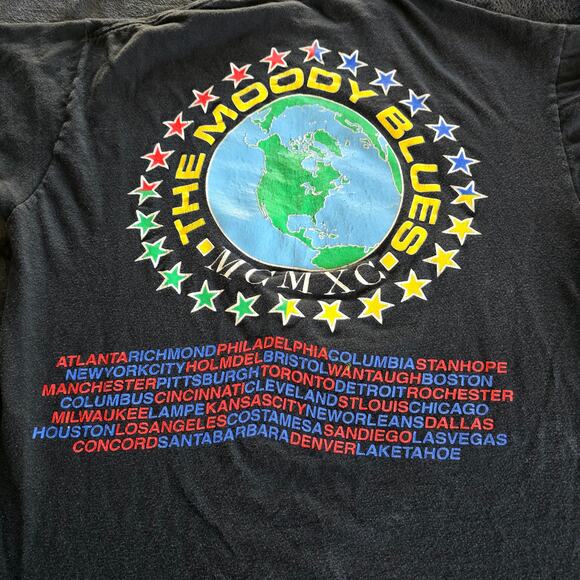 THE MOODY BLUES
MCMXC
ATLANTARICHMONDPHILADELPHIACOLUMBIASTANHOPE
NEWYORKCITYHOLMDELBRISTOLWANTAUGHBOSTON
MANCHESTERPITTSBURGHTORONTODETROITROCHESTER
COLUMBUSCINCINNATICLEVELANDSTLOUISCHICAGO
MILWAUKEELAMPEKANSASCITYNEWORLEANSDALLAS
HOUSTONLOSANGELESCOSTAMESASANDIEGOLASVEGAS
CONCORDSANTABARBARADENVERLAKETAHOE